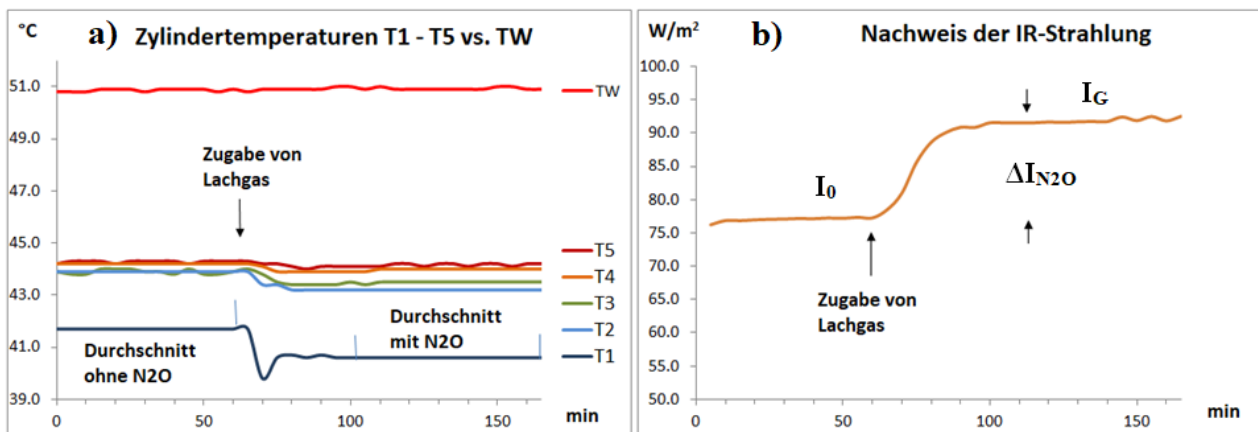 °C
a) Zylindertemperaturen T1 - T5 vs. TW
51.0
49.0
47.0
45.0
43.0
41.0
39.0
0
50
100
150
min
TW
Zugabe von
Lachgas
T5
T4
T3
T2
T1
Durchschnitt
ohne N2O
Durchschnitt
mit N2O
W/m²
b) Nachweis der IR-Strahlung
100.0
95.0
90.0
85.0
80.0
75.0
70.0
65.0
60.0
55.0
50.0
0
50
100
150
min
I₀
I_G
ΔI_N2O
Zugabe von
Lachgas